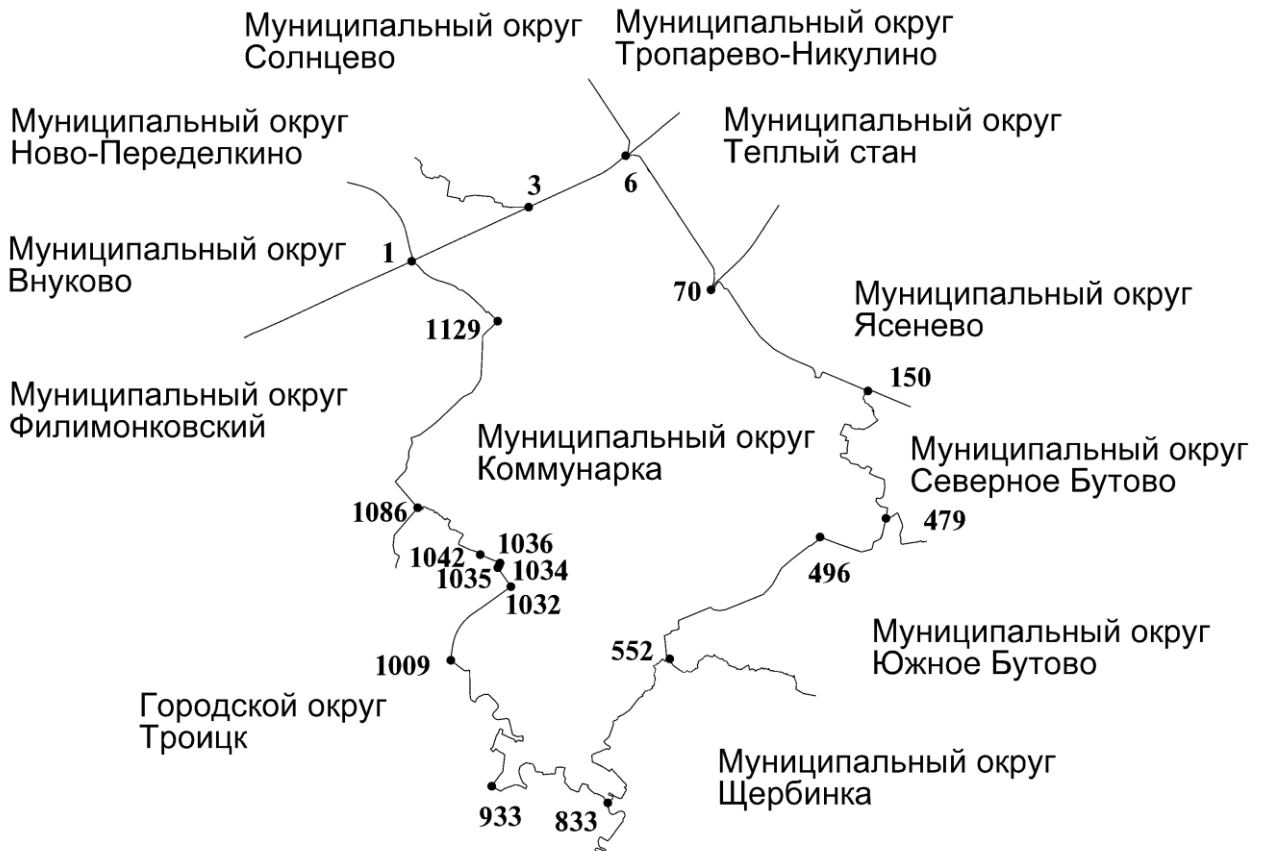 Муниципальный округ
Солнцево
Муниципальный округ
Тропарево-Никулино
Муниципальный округ
Ново-Переделкино
Муниципальный округ
Теплый стан
3
6
Муниципальный округ
Внуково
1
70
Муниципальный округ
Ясенево
1129
150
Муниципальный округ
Филимонковский
Муниципальный округ
Коммунарка
Муниципальный округ
Северное Бутово
1086
479
1042
1036
1035
1034
496
1032
Муниципальный округ
Южное Бутово
1009
552
Городской округ
Троицк
Муниципальный округ
Щербинка
933
833